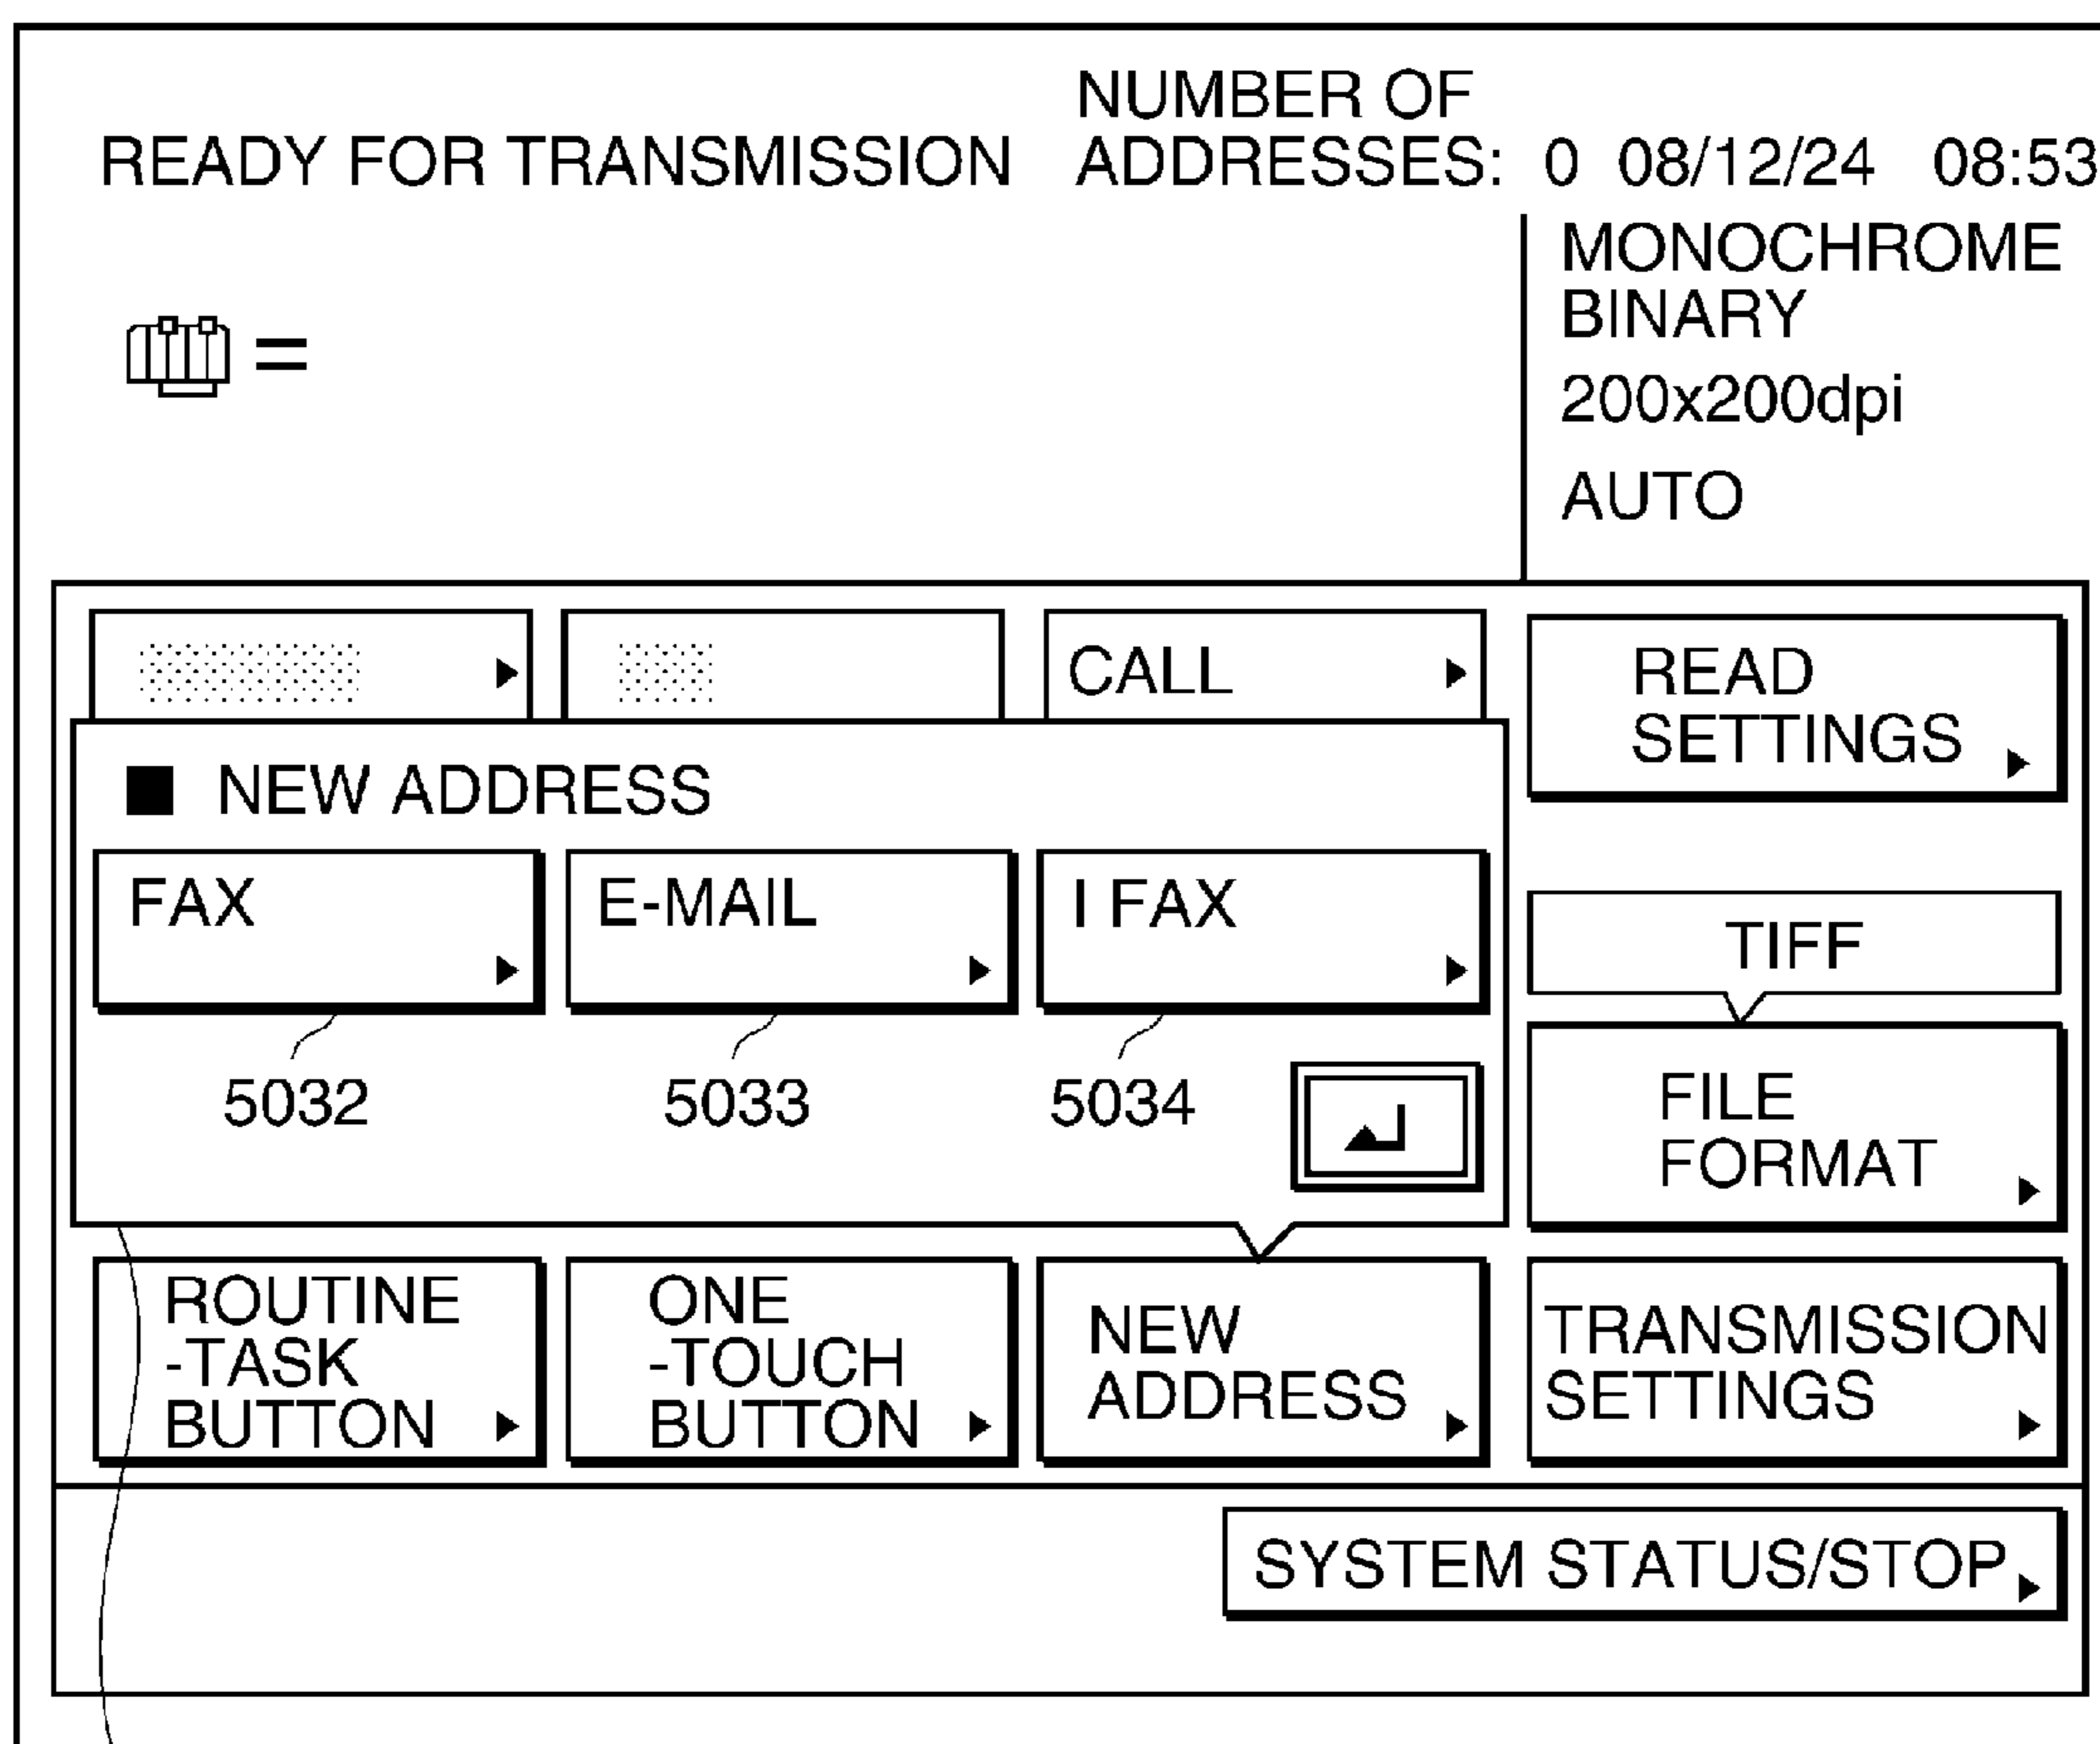 NUMBER OF
READY FOR TRANSMISSION ADDRESSES: 0 08/12/24 08:53
MONOCHROME
BINARY
=
200x200dpi
AUTO
CALL
READ
SETTINGS
NEW ADDRESS
FAX
E-MAIL
I FAX
TIFF
5032
5033
5034
FILE
FORMAT
ROUTINE
-TASK
BUTTON
ONE
-TOUCH
BUTTON
NEW
ADDRESS
TRANSMISSION
SETTINGS
SYSTEM STATUS/STOP